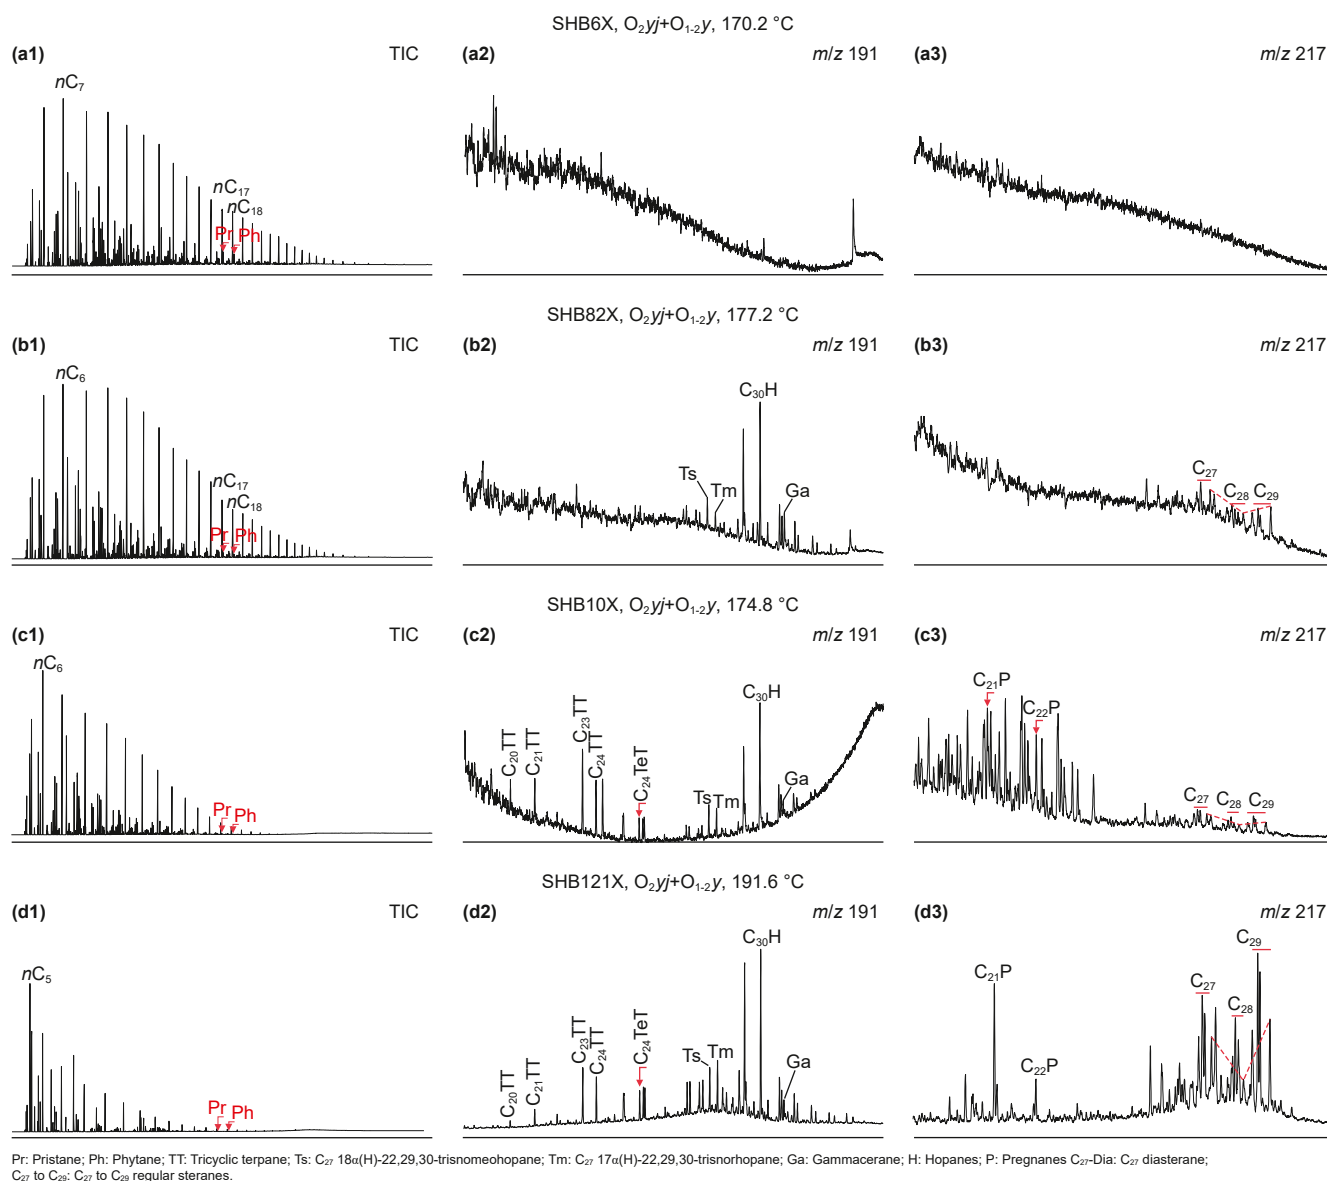 SHB6X, O₂yj+O₁₋₂y, 170.2 °C
(a1) TIC
nC₇
nC₁₇
nC₁₈
Pr Ph
(a2) m/z 191
(a3) m/z 217
SHB82X, O₂yj+O₁₋₂y, 177.2 °C
(b1) TIC
nC₆
nC₁₇
nC₁₈
Pr Ph
(b2) m/z 191
C₃₀H
Ts
Tm
Ga
(b3) m/z 217
C₂₇
C₂₈
C₂₉
SHB10X, O₂yj+O₁₋₂y, 174.8 °C
(c1) TIC
nC₆
Pr Ph
(c2) m/z 191
C₂₀TT
C₂₁TT
C₂₃TT
C₂₄TT
C₂₄TeT
Ts
Tm
C₃₀H
Ga
(c3) m/z 217
C₂₁P
C₂₂P
C₂₇
C₂₈
C₂₉
SHB121X, O₂yj+O₁₋₂y, 191.6 °C
(d1) TIC
nC₅
Pr Ph
(d2) m/z 191
C₂₀TT
C₂₁TT
C₂₃TT
C₂₄TT
C₂₄TeT
Ts
Tm
C₃₀H
Ga
(d3) m/z 217
C₂₁P
C₂₂P
C₂₇
C₂₈
C₂₉
Pr: Pristane; Ph: Phytane; TT: Tricyclic terpane; Ts: C₂₇ 18α(H)-22,29,30-trisnomeohopane; Tm: C₂₇ 17α(H)-22,29,30-trisnorhopane; Ga: Gammacerane; H: Hopanes; P: Pregnanes C₂₇-Dia: C₂₇ diasterane;
C₂₇ to C₂₉: C₂₇ to C₂₉ regular steranes.